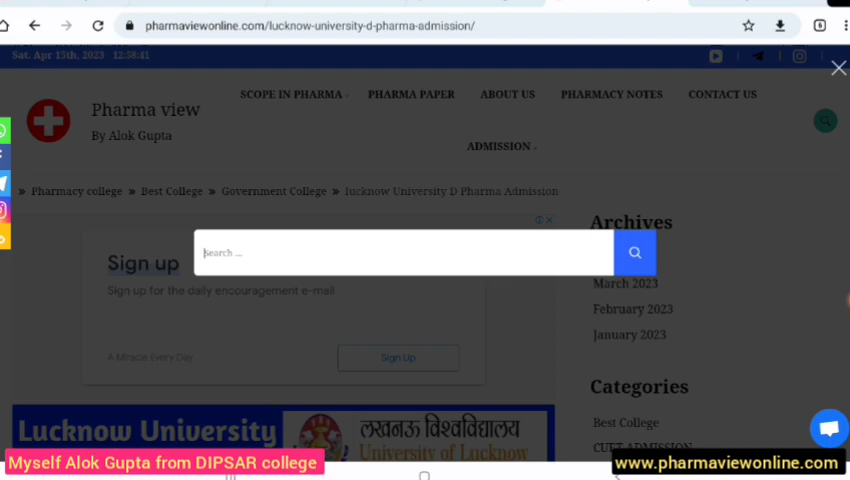 pharmaviewonline.com/lucknow-university-d-pharma-admission/
6
Sat. Apr 15th, 2023 12:58:41
SCOPE IN PHARMA
PHARMA PAPER
ABOUT US
PHARMACY NOTES
CONTACT US
Pharma view
By Alok Gupta
ADMISSION
» Pharmacy college » Best College » Government College » lucknow University D Pharma Admission
Archives
Search ...
Sign up
Sign up for the daily encouragement e-mail
March 2023
February 2023
January 2023
A Miracle Every Day
Sign Up
Categories
Best College
CUET ADMISSION
Lucknow University
लखनऊ विश्वविद्यालय
University of Lucknow
Myself Alok Gupta from DIPSAR college
www.pharmaviewonline.com